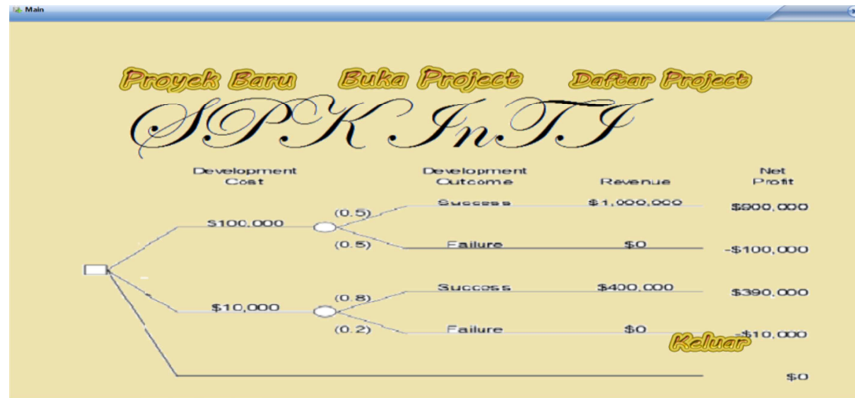 Main
Proyek Baru Buka Project Daftar Project
SPK InTI
Development Cost Development Outcome Revenue Net Profit
(0.5) Success $1,000,000 $900,000
$100,000
(0.5) Failure $0 -$100,000
Success $400,000 $390,000
$10,000 (0.8)
(0.2) Failure $0 -$10,000
Keluar
$0